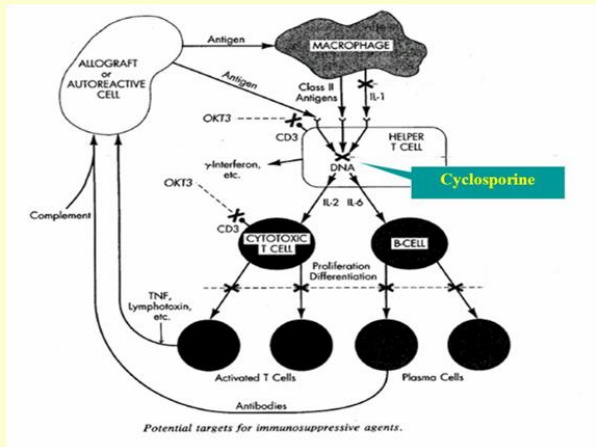 Antigen
MACROPHAGE
ALLOGRAFT
or
AUTOREACTIVE
CELL
Antigen
Class II
Antigens
IL-1
OKT3
CD3
HELPER
T CELL
γ-Interferon,
etc.
DNA
Cyclosporine
OKT3
IL-2 IL-6
CD3
Complement
CYTOTOXIC
T CELL
B-CELL
Proliferation
Differentiation
TNF,
Lymphotoxin,
etc.
Activated T Cells
Plasma Cells
Antibodies
Potential targets for immunosuppressive agents.